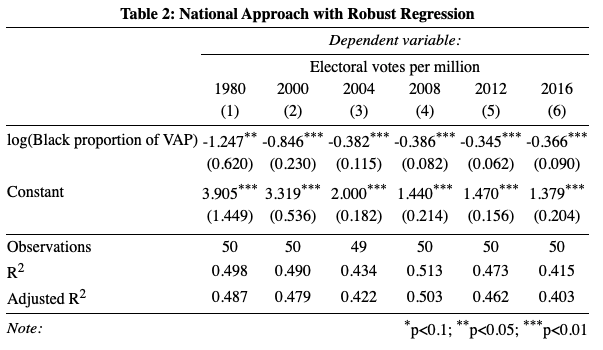 Table 2: National Approach with Robust Regression
Dependent variable:
Electoral votes per million
1980 2000 2004 2008 2012 2016
(1) (2) (3) (4) (5) (6)
log(Black proportion of VAP) -1.247** -0.846*** -0.382*** -0.386*** -0.345*** -0.366***
(0.620) (0.230) (0.115) (0.082) (0.062) (0.090)
Constant 3.905*** 3.319*** 2.000*** 1.440*** 1.470*** 1.379***
(1.449) (0.536) (0.182) (0.214) (0.156) (0.204)
Observations 50 50 49 50 50 50
R2 0.498 0.490 0.434 0.513 0.473 0.415
Adjusted R2 0.487 0.479 0.422 0.503 0.462 0.403
Note: *p<0.1; **p<0.05; ***p<0.01